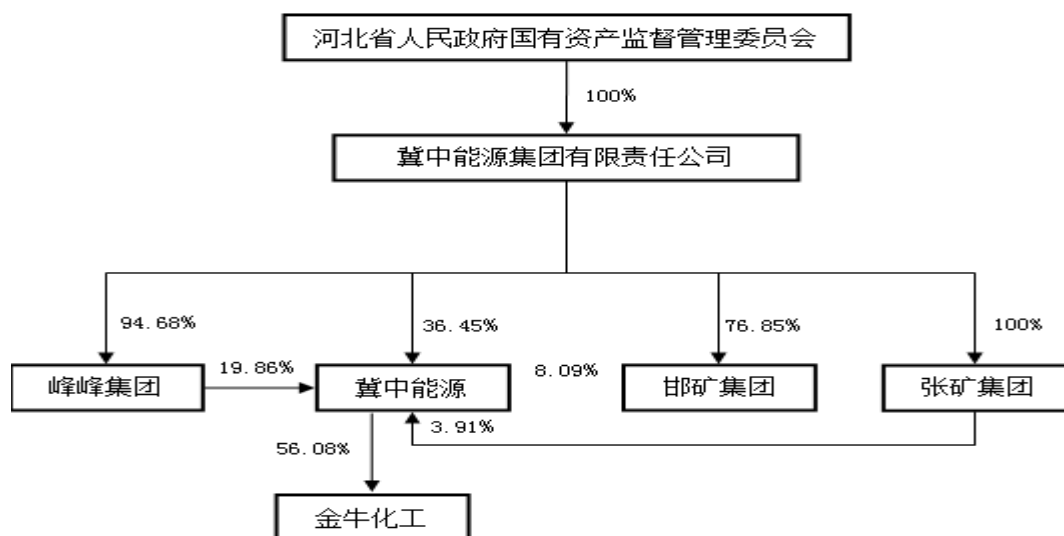 河北省人民政府国有资产监督管理委员会
100%
冀中能源集团有限责任公司
94.68%
36.45%
76.85%
100%
峰峰集团
19.86%
冀中能源
8.09%
邯矿集团
张矿集团
3.91%
56.08%
金牛化工